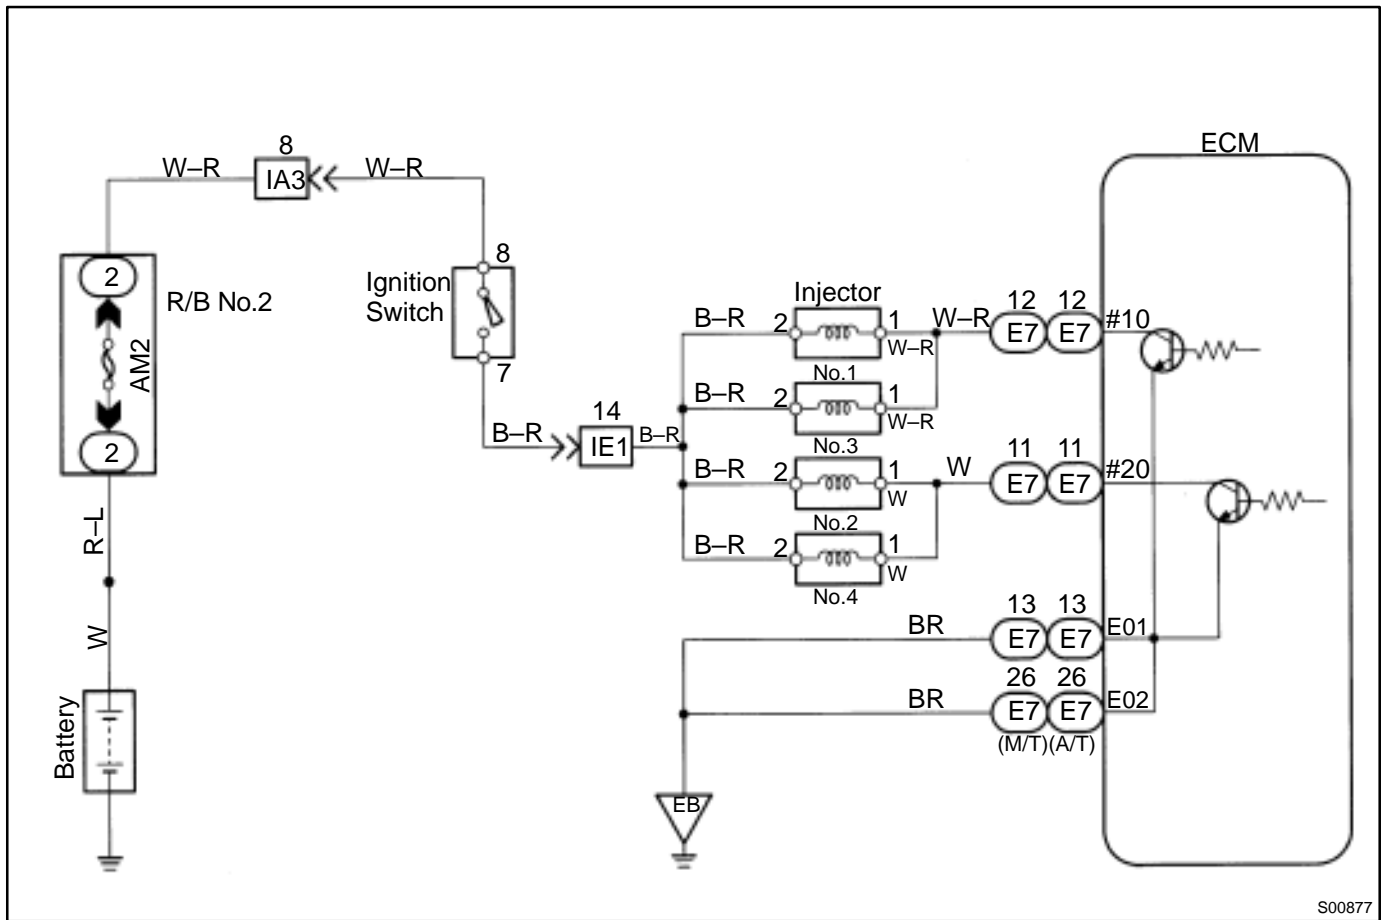 ECM
8
W–R
IA3
W–R
8
Ignition
Switch
7
2
R/B No.2
AM2
2
R–L
W
Battery
B–R
14
IE1
B–R
Injector
B–R
2
1
W–R
W–R
12
12
E7
E7
#10
No.1
B–R
2
1
W–R
No.3
B–R
2
1
W
W
11
11
E7
E7
#20
No.2
B–R
2
1
W
No.4
BR
13
13
E7
E7
E01
BR
26
26
E7
E7
E02
(M/T)
(A/T)
EB
S00877